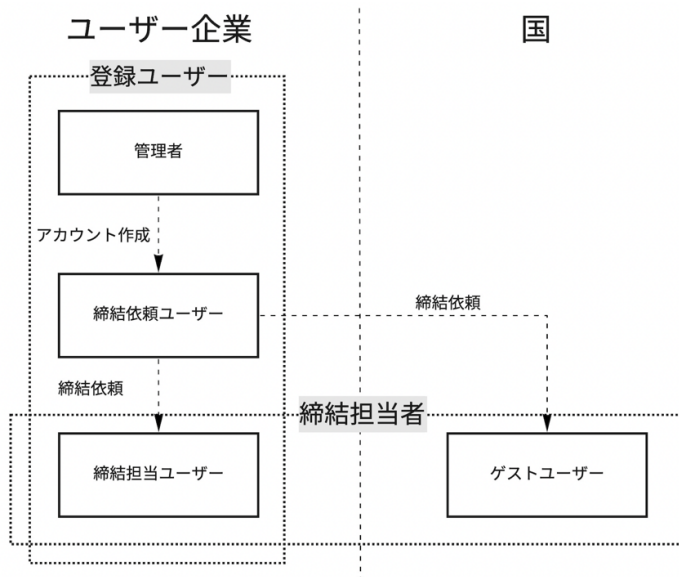 ユーザー企業
国
登録ユーザー
管理者
アカウント作成
締結依頼ユーザー
締結依頼
締結依頼
締結担当者
締結担当ユーザー
ゲストユーザー